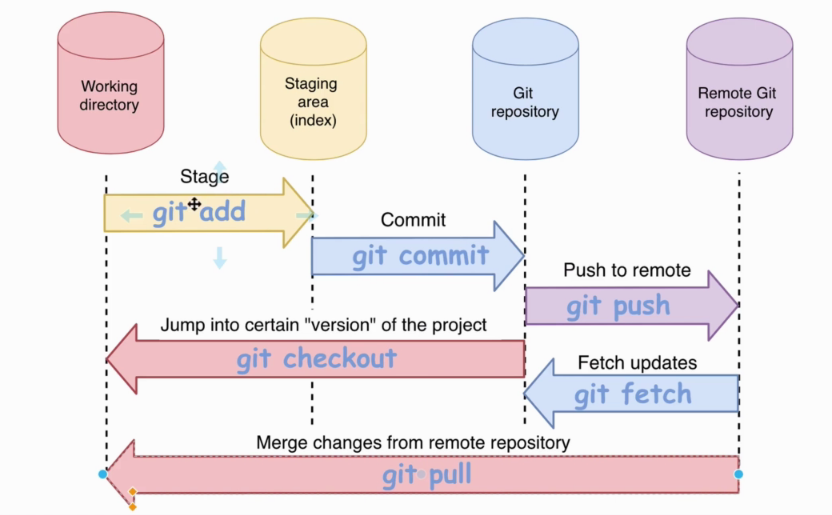 Working
directory
Staging
area
(index)
Git
repository
Remote Git
repository
Stage
git add
Commit
git commit
Push to remote
git push
Jump into certain "version" of the project
git checkout
Fetch updates
git fetch
Merge changes from remote repository
git pull